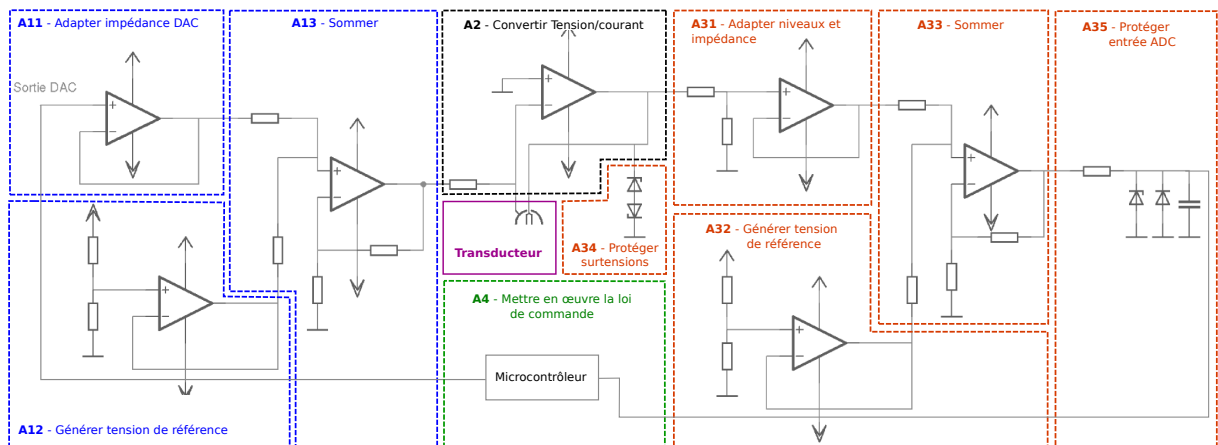 A11 - Adapter impédance DAC
Sortie DAC
A13 - Sommer
A2 - Convertir Tension/courant
A31 - Adapter niveaux et
impédance
A33 - Sommer
A35 - Protéger
entrée ADC
+
−
+
−
+
−
+
−
+
−
Transducteur
A34 - Protéger
surtensions
A32 - Générer tension
de référence
+
−
+
−
A4 - Mettre en œuvre la loi
de commande
Microcontrôleur
A12 - Générer tension de référence